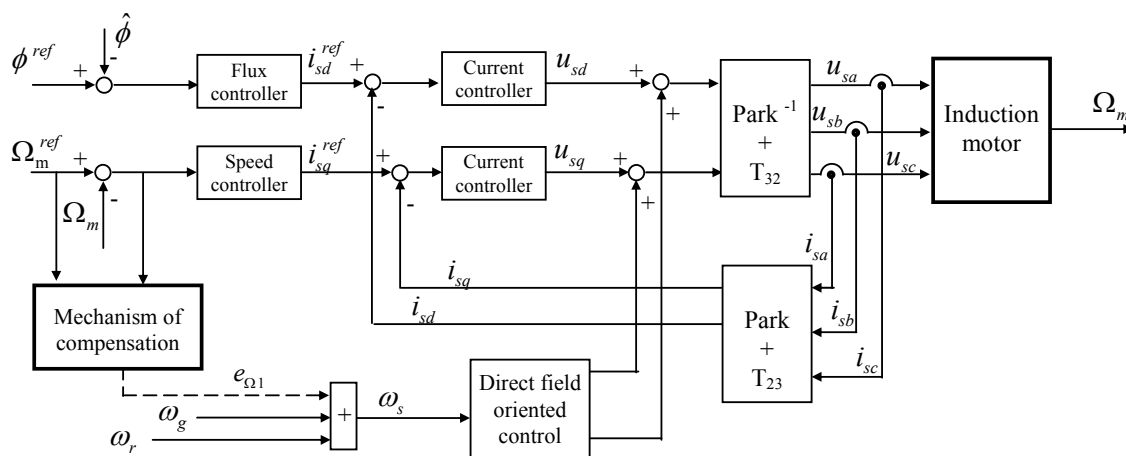 ϕ^ref
+
ϕ̂
-
Flux
controller
i_sd^ref
+
-
Current
controller
u_sd
+
+
Park ⁻¹
+
T₃₂
u_sa
u_sb
u_sc
Induction
motor
Ω_m
Ω_m^ref
+
-
Ω_m
Speed
controller
i_sq^ref
+
-
Current
controller
u_sq
+
+
i_sa
i_sb
i_sc
Park
+
T₂₃
i_sq
i_sd
Mechanism of
compensation
e_Ω1
ω_g
ω_r
+
ω_s
Direct field
oriented
control